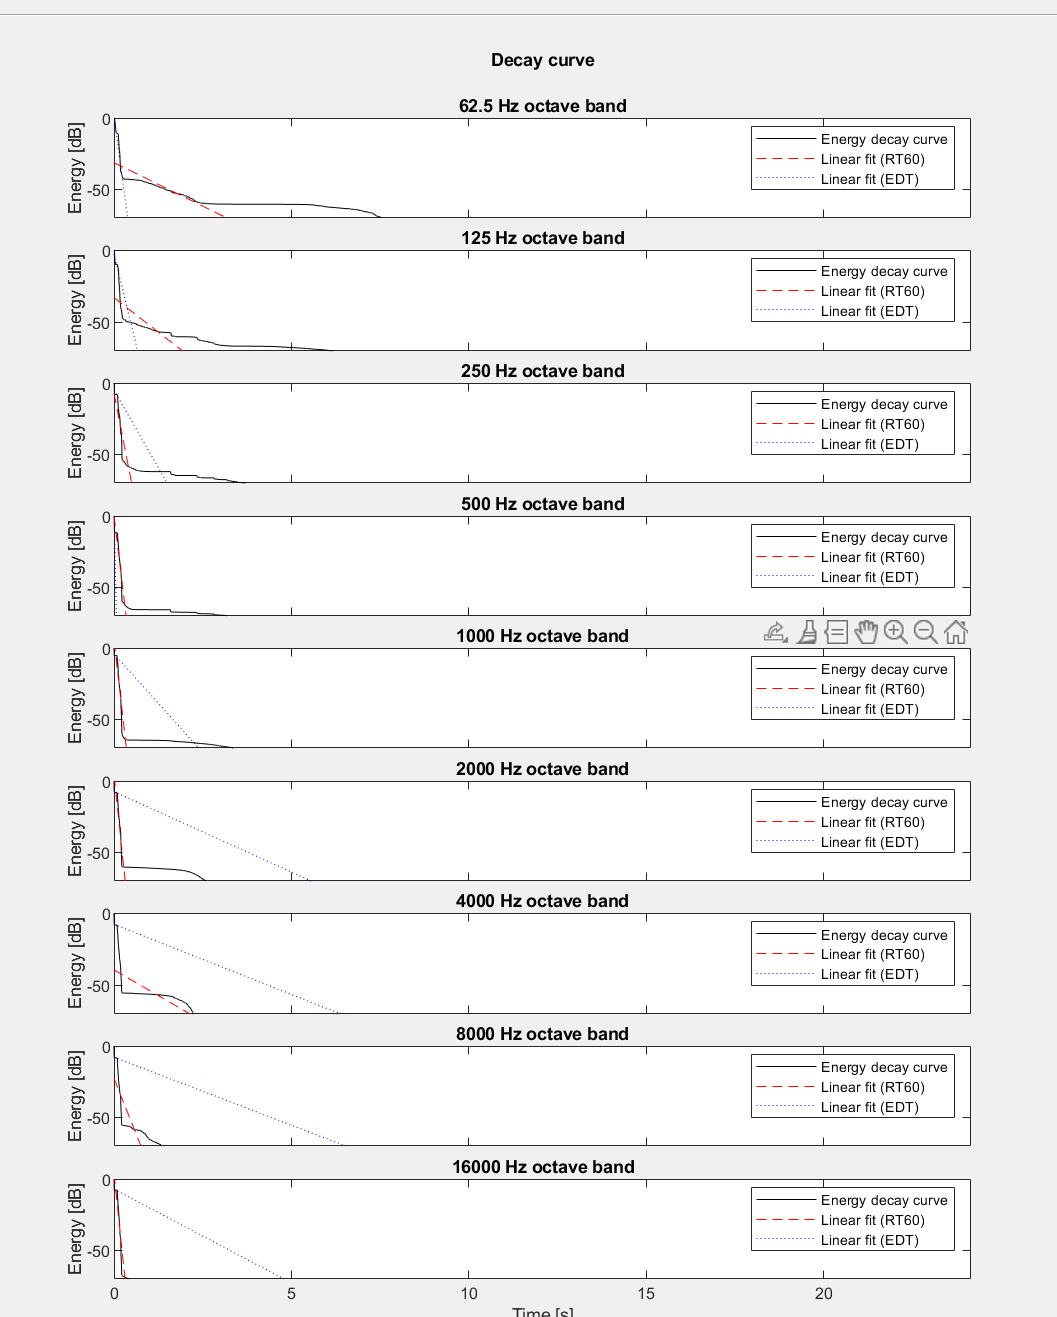 Decay curve
62.5 Hz octave band
Energy [dB]
0
-50
Energy decay curve
Linear fit (RT60)
Linear fit (EDT)
125 Hz octave band
Energy [dB]
0
-50
Energy decay curve
Linear fit (RT60)
Linear fit (EDT)
250 Hz octave band
Energy [dB]
0
-50
Energy decay curve
Linear fit (RT60)
Linear fit (EDT)
500 Hz octave band
Energy [dB]
0
-50
Energy decay curve
Linear fit (RT60)
Linear fit (EDT)
1000 Hz octave band
Energy [dB]
0
-50
Energy decay curve
Linear fit (RT60)
Linear fit (EDT)
2000 Hz octave band
Energy [dB]
0
-50
Energy decay curve
Linear fit (RT60)
Linear fit (EDT)
4000 Hz octave band
Energy [dB]
0
-50
Energy decay curve
Linear fit (RT60)
Linear fit (EDT)
8000 Hz octave band
Energy [dB]
0
-50
Energy decay curve
Linear fit (RT60)
Linear fit (EDT)
16000 Hz octave band
Energy [dB]
0
-50
Energy decay curve
Linear fit (RT60)
Linear fit (EDT)
0 5 10 15 20
Time [s]